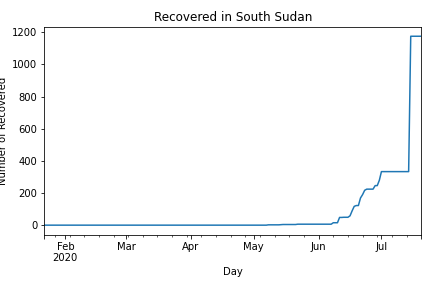 Recovered in South Sudan
Number of Recovered
1200
1000
800
600
400
200
0
Feb
2020
Mar
Apr
May
Jun
Jul
Day